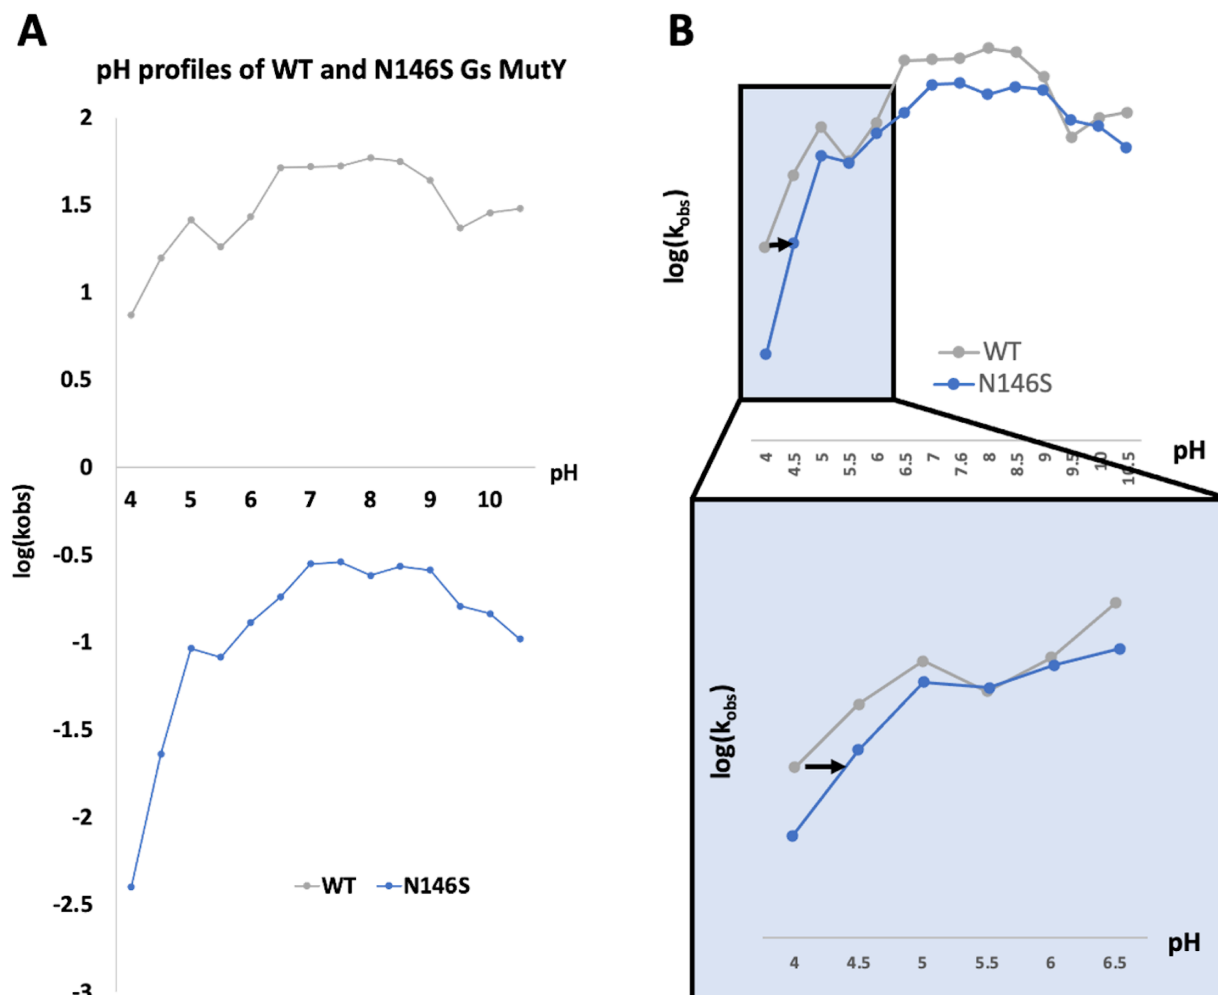 A
pH profiles of WT and N146S Gs MutY
2
1.5
1
0.5
0
pH
4 5 6 7 8 9 10
log(kobs)
-0.5
-1
-1.5
-2
-2.5
-3
WT N146S
B
log(kobs)
WT
N146S
4 4.5 5 5.5 6 6.5 7 7.6 8 8.5 9 9.5 10 10.5
pH
log(kobs)
4 4.5 5 5.5 6 6.5
pH